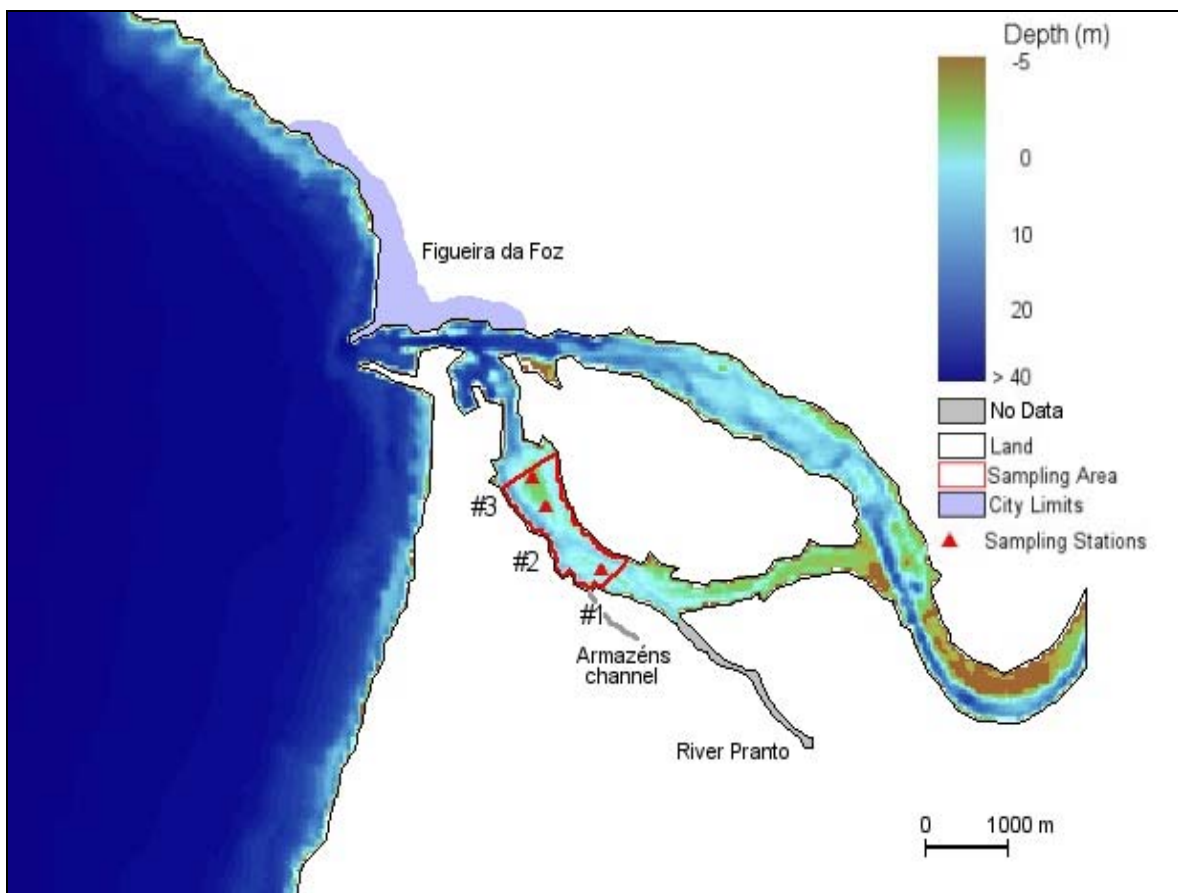 Depth (m)
-5
0
10
20
> 40
No Data
Land
Sampling Area
City Limits
Sampling Stations
Figueira da Foz
#3
#2
#1
Armazéns
channel
River Pranto
0 1000 m